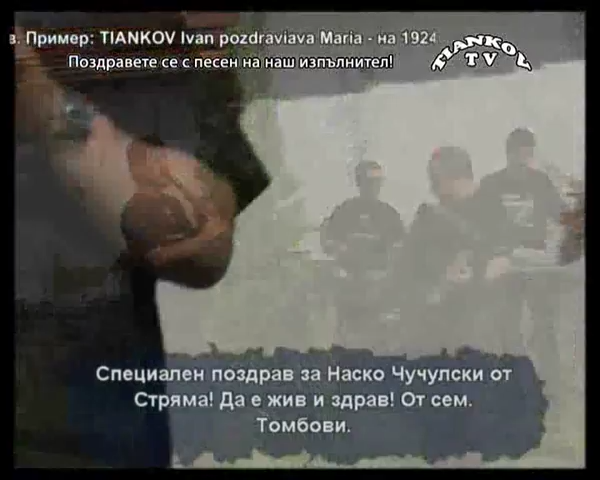 в. Пример: TIANKOV Ivan pozdraviava Maria - на 1924
Поздравете се с песен на наш изпълнител!
TIANKOV
TV
Специален поздрав за Наско Чучулски от
Стряма! Да е жив и здрав! От сем.
Томбови.